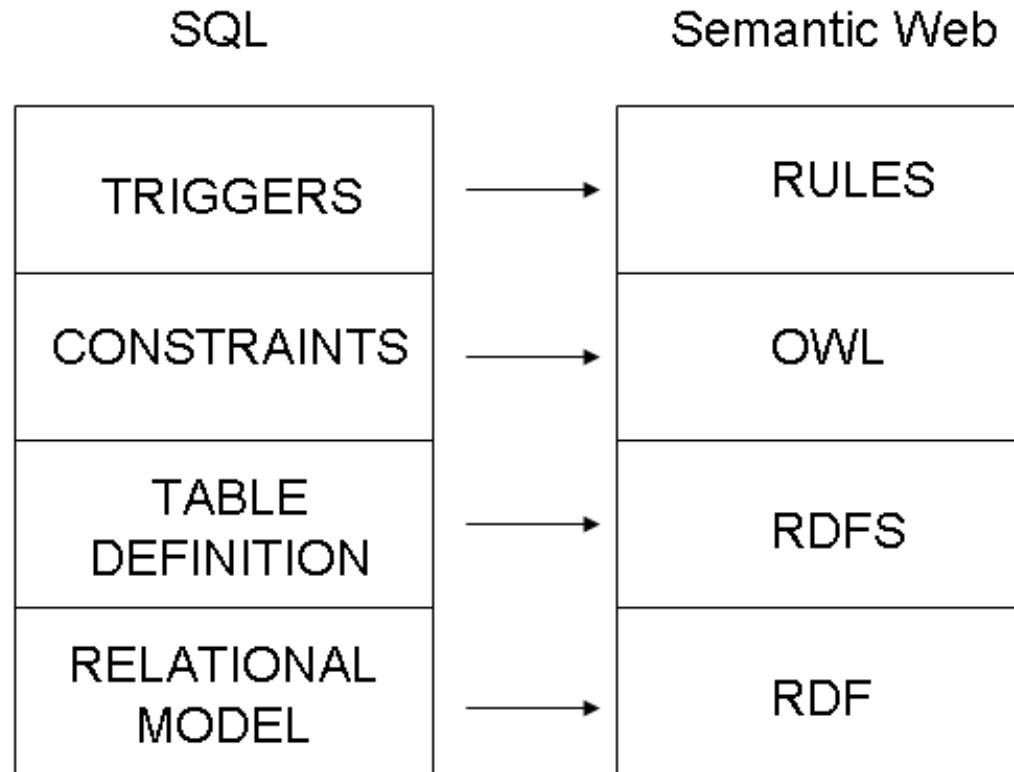 SQL
Semantic Web
TRIGGERS
RULES
CONSTRAINTS
OWL
TABLE
DEFINITION
RDFS
RELATIONAL
MODEL
RDF